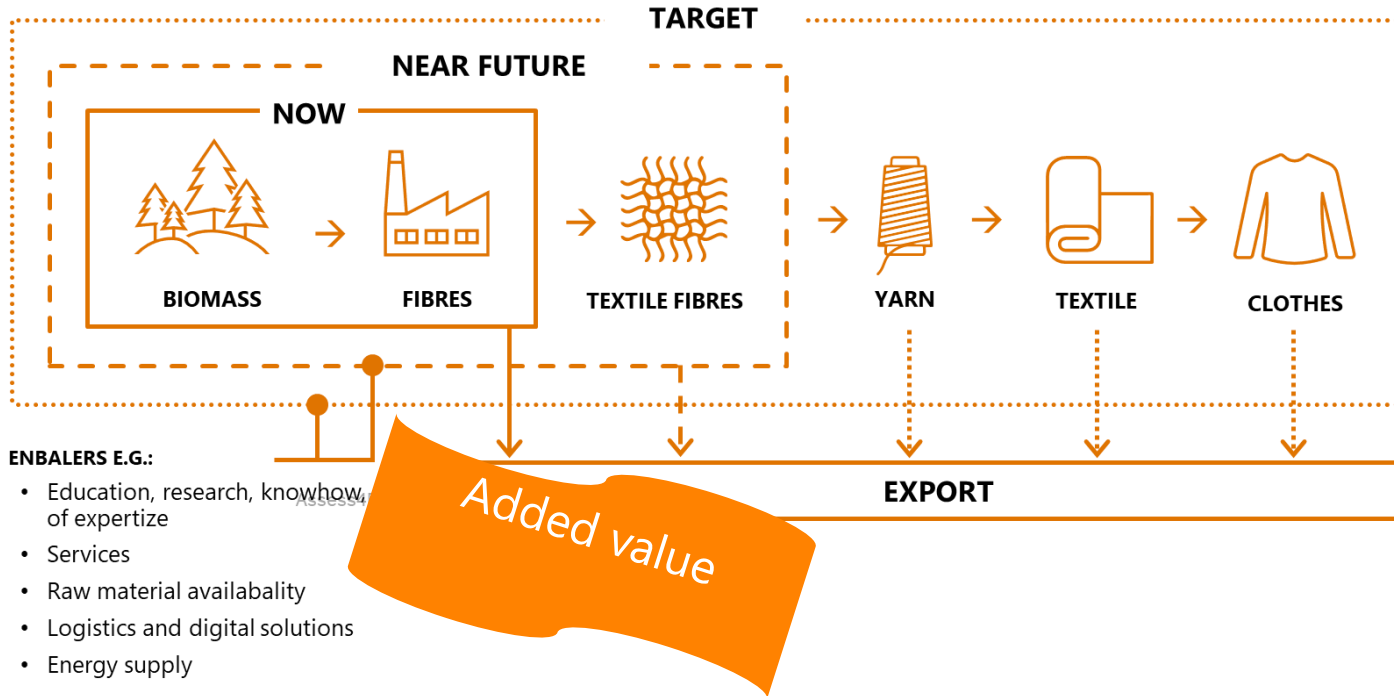 TARGET
NEAR FUTURE
NOW
BIOMASS
FIBRES
TEXTILE FIBRES
YARN
TEXTILE
CLOTHES
ENBALERS E.G.:
• Education, research, knowhow,
of expertize
• Services
• Raw material availabality
• Logistics and digital solutions
• Energy supply
Added value
EXPORT